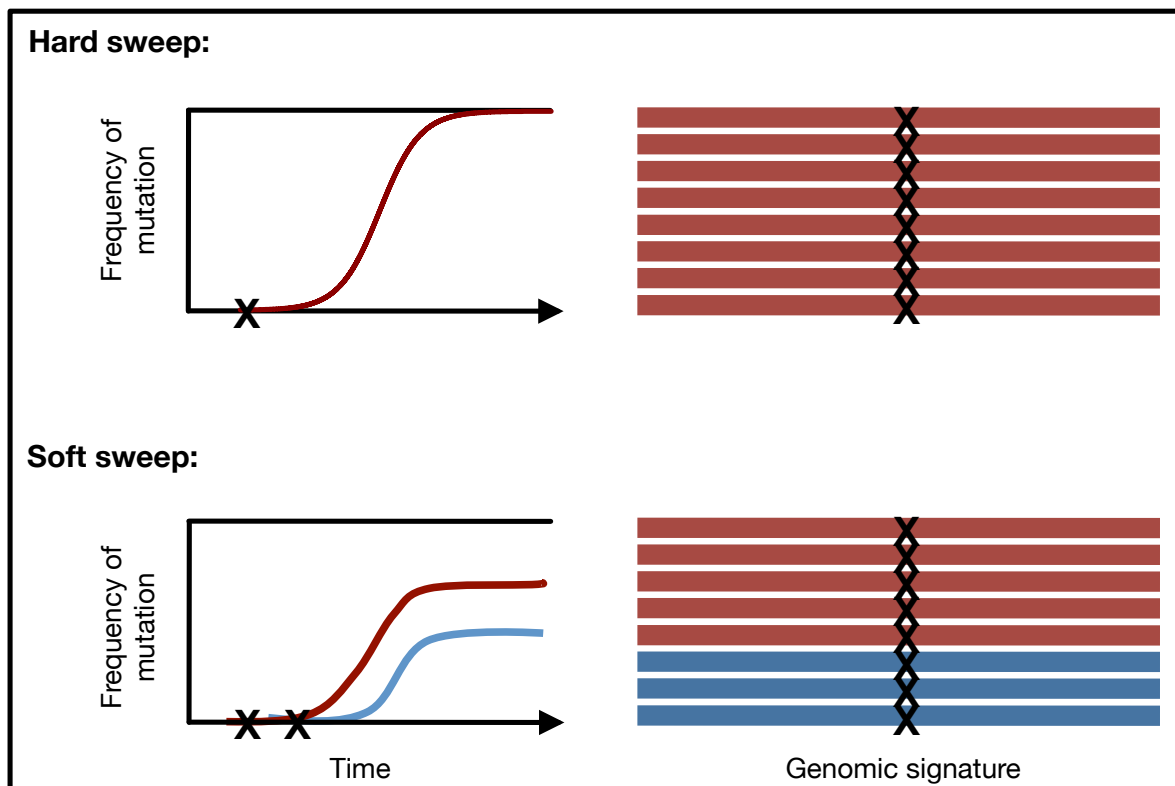 Hard sweep:
Frequency of
mutation
X
X
X
X
X
X
X
X
X
Soft sweep:
Frequency of
mutation
X
X
X
X
X
X
X
X
X
X
Time
Genomic signature